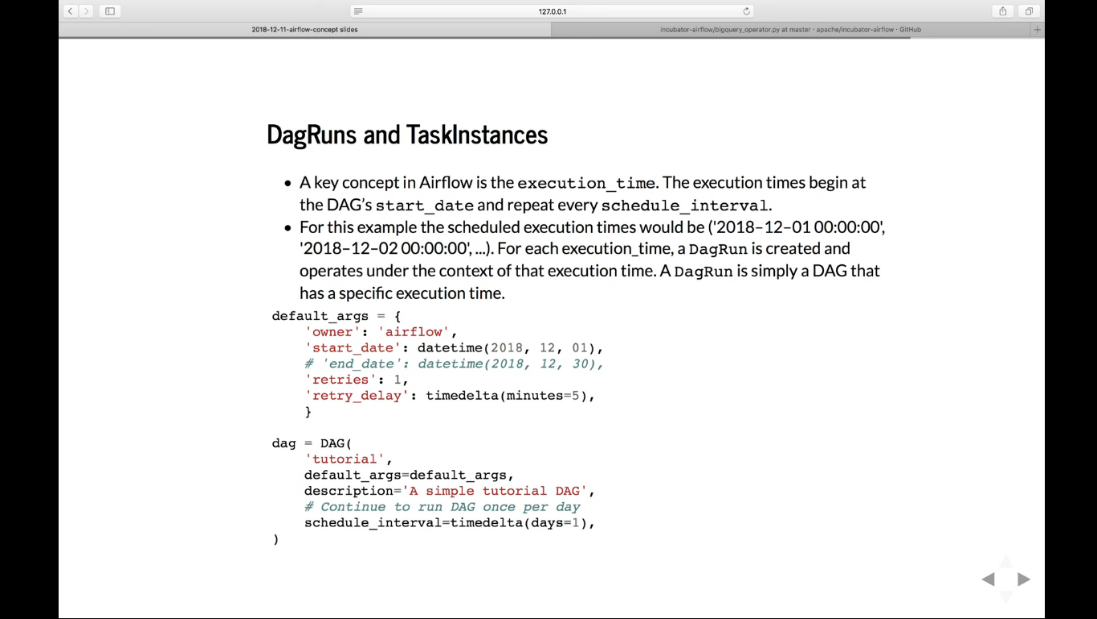 127.0.0.1
2018-12-11-airflow-concept slides
incubator-airflow/bigquery_operator.py at master · apache/incubator-airflow · GitHub
DagRuns and TaskInstances
• A key concept in Airflow is the execution_time. The execution times begin at
the DAG’s start_date and repeat every schedule_interval.
• For this example the scheduled execution times would be ('2018–12–01 00:00:00',
'2018–12–02 00:00:00', ...). For each execution_time, a DagRun is created and
operates under the context of that execution time. A DagRun is simply a DAG that
has a specific execution time.
default_args = {
    'owner': 'airflow',
    'start_date': datetime(2018, 12, 01),
    # 'end_date': datetime(2018, 12, 30),
    'retries': 1,
    'retry_delay': timedelta(minutes=5),
    }
dag = DAG(
    'tutorial',
    default_args=default_args,
    description='A simple tutorial DAG',
    # Continue to run DAG once per day
    schedule_interval=timedelta(days=1),
)